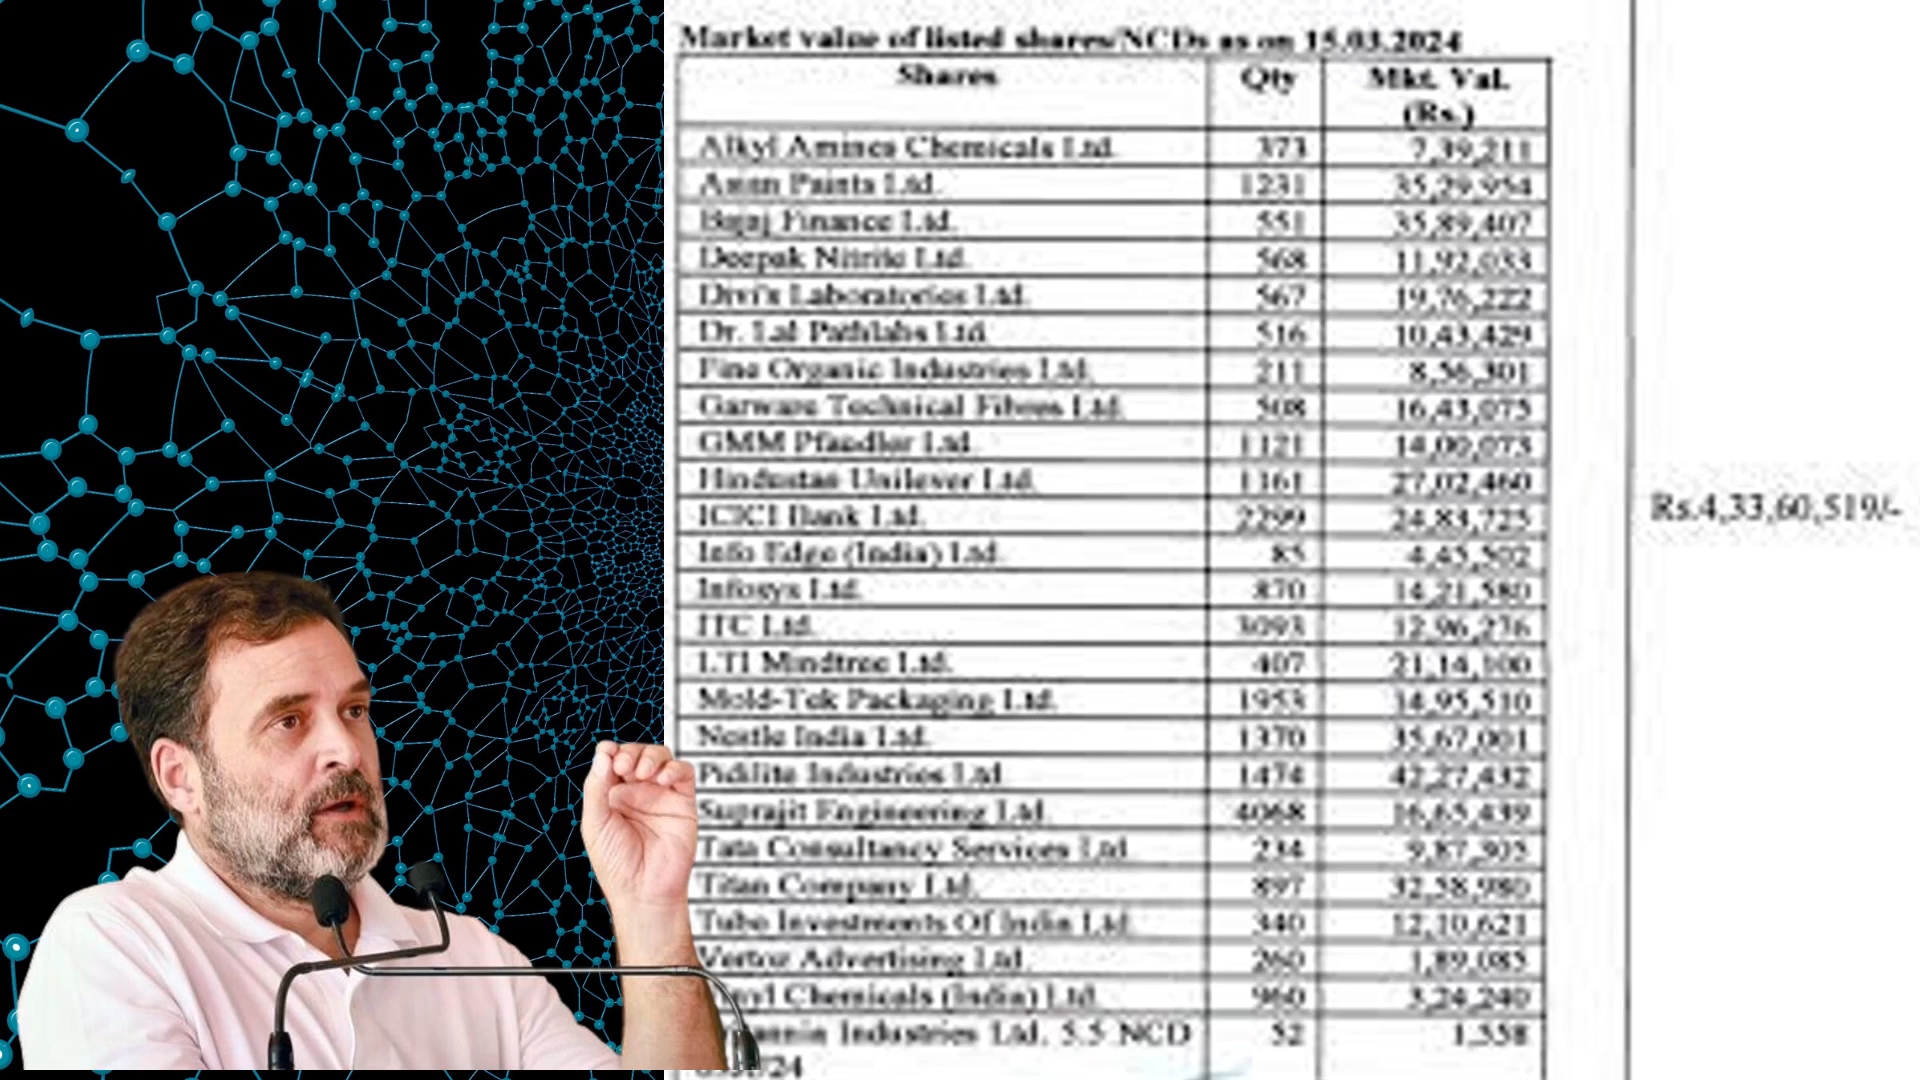 Market value of listed shares/NCDs as on 15.03.2024
Shares Qty Mkt. Val. (Rs.)
Alkyl Amines Chemicals Ltd. 373 7,39,211
Asian Paints Ltd. 1231 35,29,954
Bajaj Finance Ltd. 551 35,89,407
Deepak Nitrite Ltd. 568 11,92,033
Divi's Laboratories Ltd. 567 19,76,222
Dr. Lal Pathlabs Ltd. 516 10,43,429
Fine Organic Industries Ltd. 211 8,56,301
Garware Technical Fibres Ltd. 508 16,43,075
GMM Pfaudler Ltd. 1121 14,00,073
Hindustan Unilever Ltd. 1161 27,02,460
ICICI Bank Ltd. 2299 24,83,725
Info Edge (India) Ltd. 85 4,45,502
Infosys Ltd. 870 14,21,580
ITC Ltd. 3093 12,96,276
LTI Mindtree Ltd. 407 21,14,100
Mold-Tek Packaging Ltd. 1953 14,95,510
Nestle India Ltd. 1370 35,67,001
Pidilite Industries Ltd. 1474 42,27,432
Suprajit Engineering Ltd. 4068 16,65,439
Tata Consultancy Services Ltd. 234 9,87,305
Titan Company Ltd. 897 32,58,980
Tube Investments Of India Ltd. 340 12,10,621
Vertoz Advertising Ltd. 260 1,89,085
nyl Chemicals (India) Ltd. 960 3,24,240
annia Industries Ltd. 5.5 NCD 52 1,558
24
Rs.4,33,60,519/-